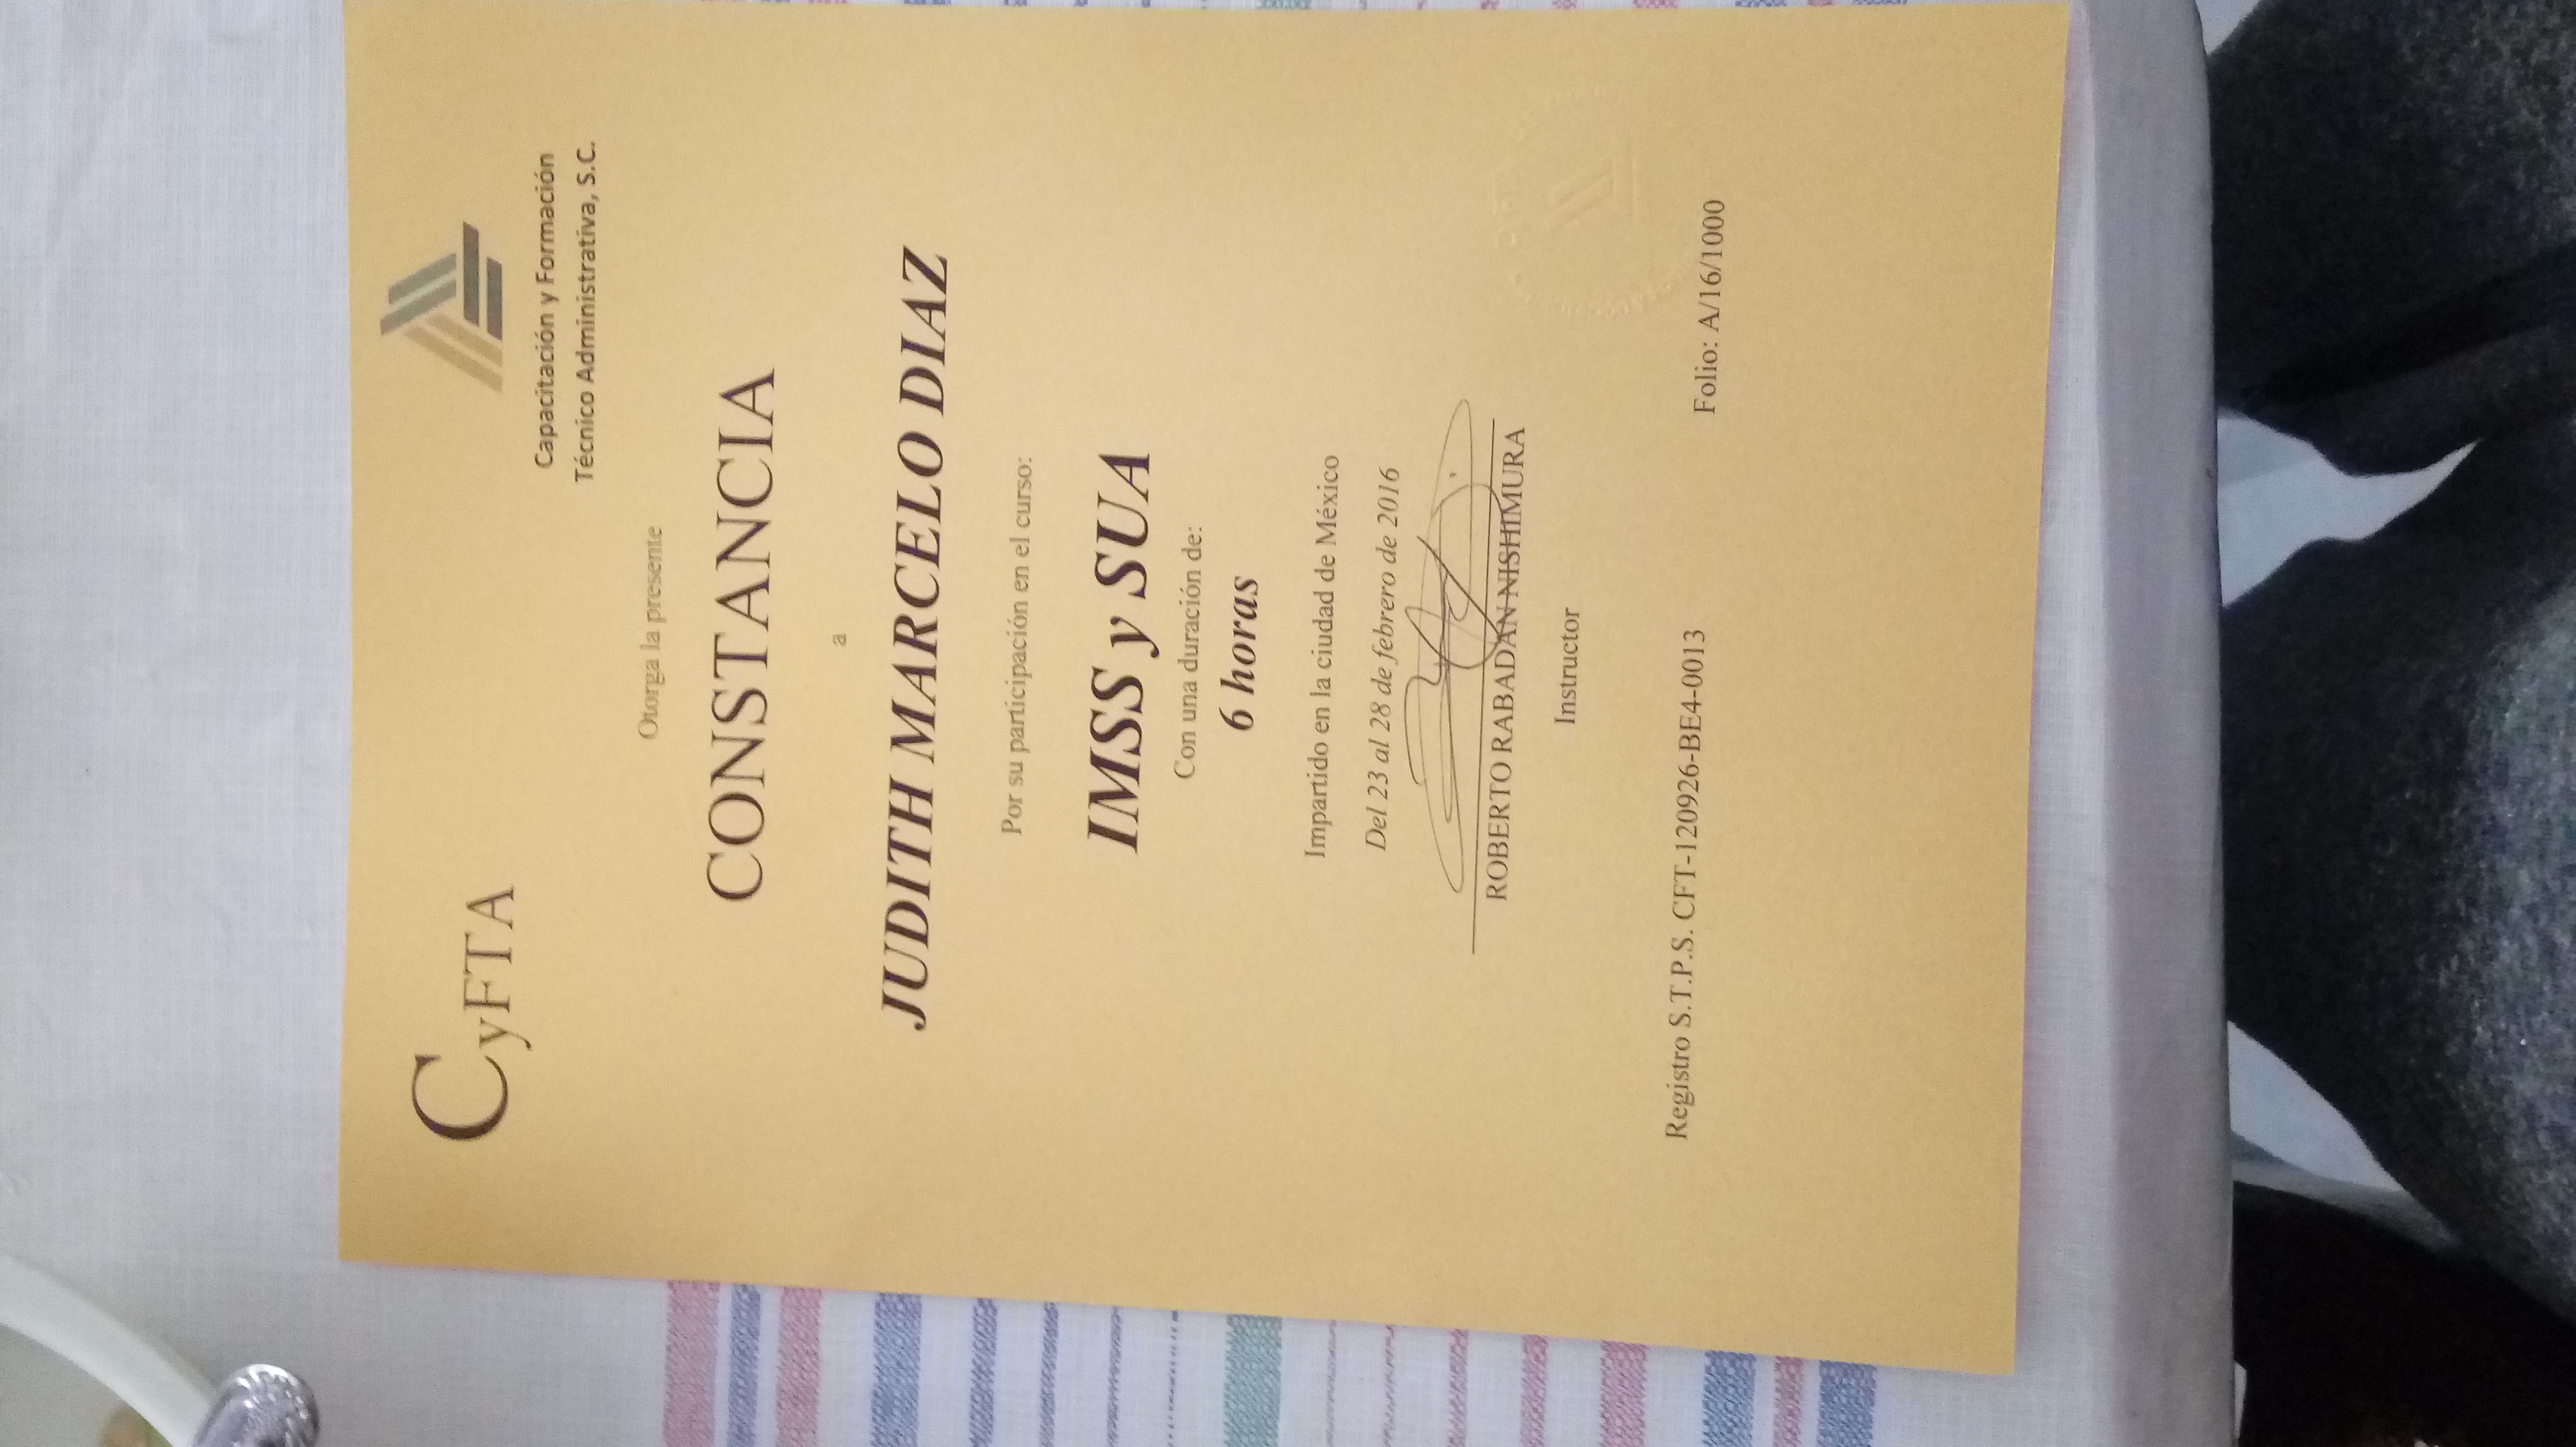 CyFTA
Capacitación y Formación
Técnico Administrativa, S.C.
Otorga la presente
CONSTANCIA
a
JUDITH MARCELO DIAZ
Por su participación en el curso:
IMSS y SUA
Con una duración de:
6 horas
Impartido en la ciudad de México
Del 23 al 28 de febrero de 2016
ROBERTO RABADAN NISHIMURA
Instructor
Registro S.T.P.S. CFT-120926-BE4-0013
Folio: A/16/1000